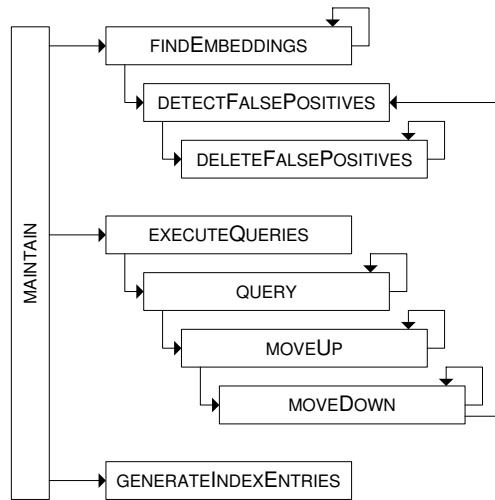 MAINTAIN
FINDEMBEDDINGS
DETECTFALSEPOSITIVES
DELETEFALSEPOSITIVES
EXECUTEQUERIES
QUERY
MOVEUP
MOVEDOWN
GENERATEINDEXENTRIES